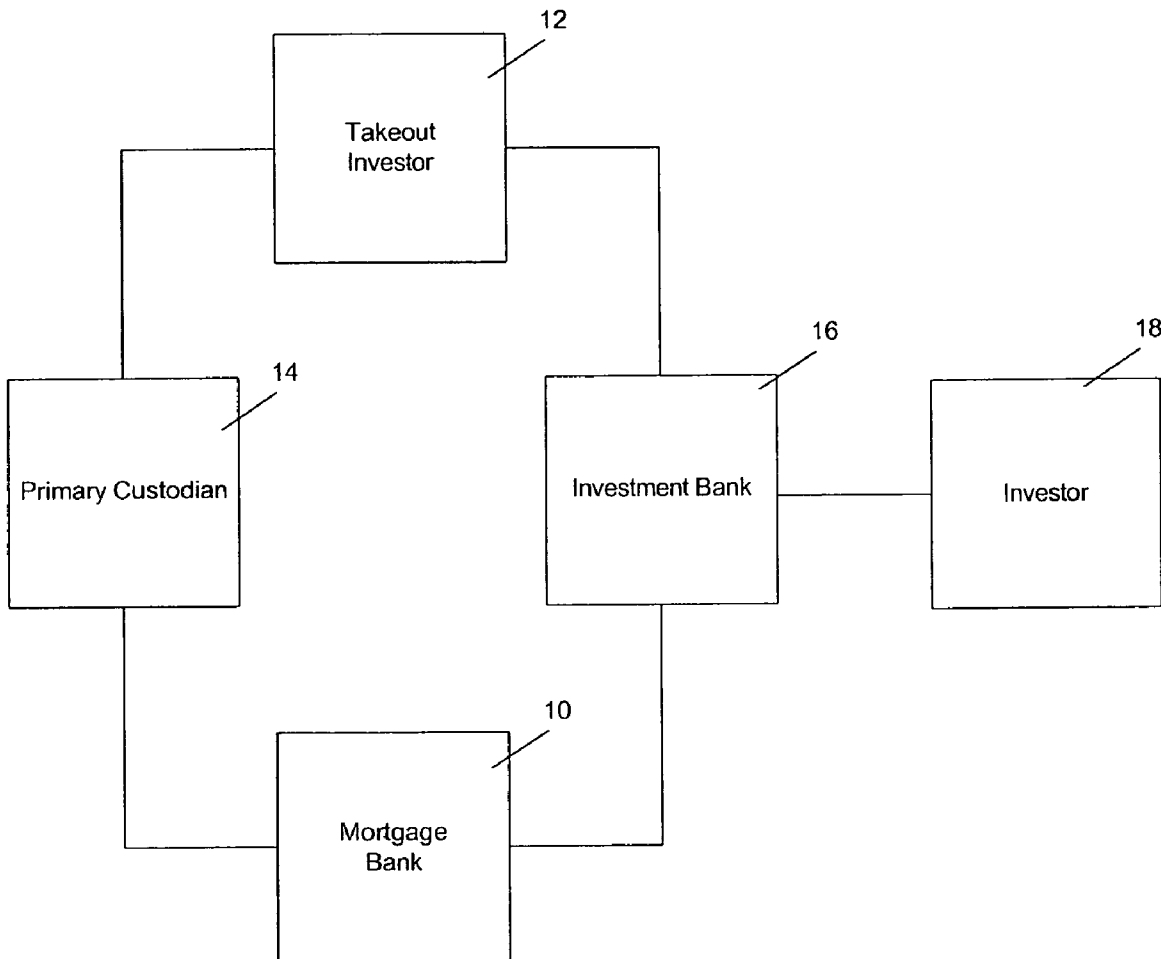 12
Takeout
Investor
14
Primary Custodian
16
Investment Bank
18
Investor
10
Mortgage
Bank